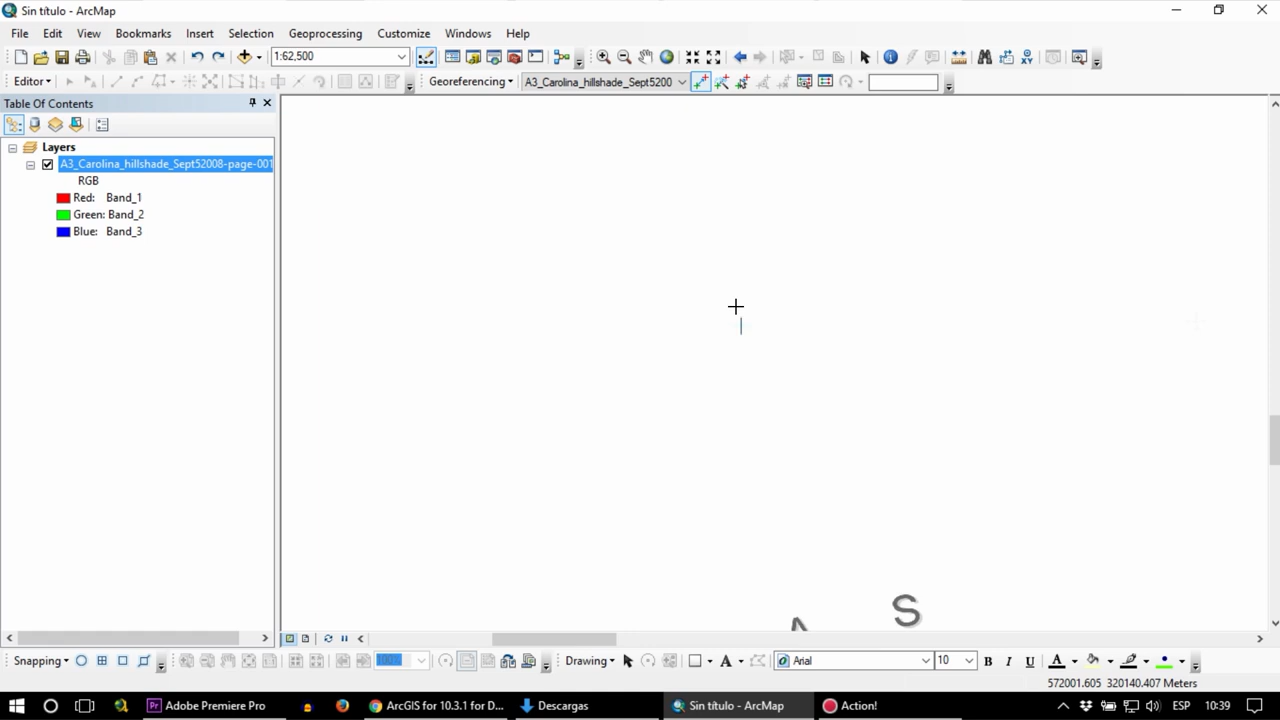 Sin título - ArcMap
File Edit View Bookmarks Insert Selection Geoprocessing Customize Windows Help
1:62,500
Editor Georeferencing A3_Carolina_hillshade_Sept5200
Table Of Contents
Layers
A3_Carolina_hillshade_Sept52008-page-001
RGB
Red: Band_1
Green: Band_2
Blue: Band_3
S
A
Snapping 100% Drawing A Arial 10 B I U A
572001.605 320140.407 Meters
Adobe Premiere Pro ArcGIS for 10.3.1 for D... Descargas Sin título - ArcMap Action! ESP 10:39